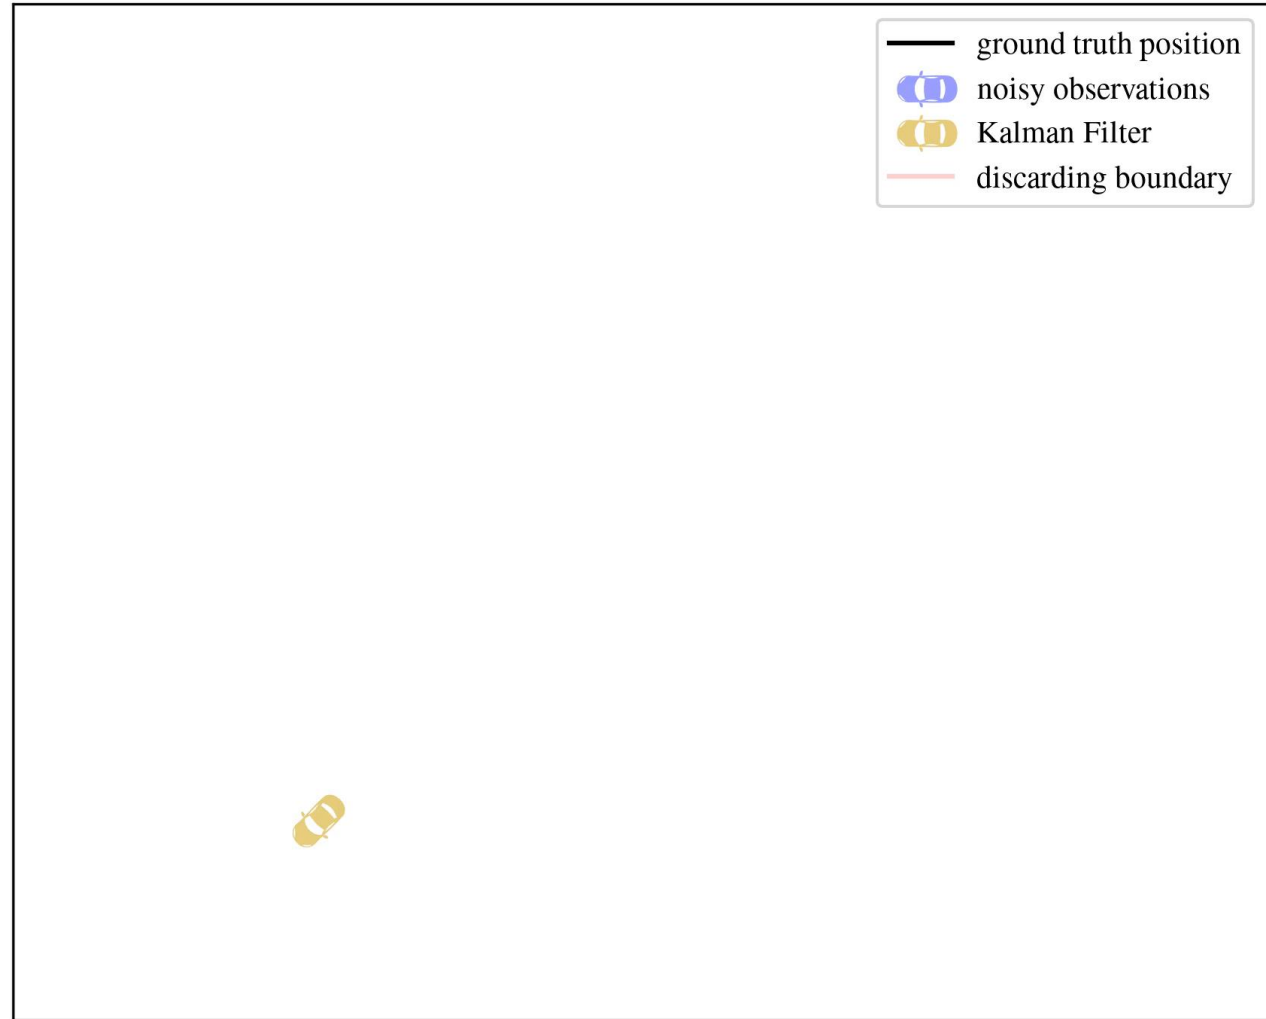 ground truth position
noisy observations
Kalman Filter
discarding boundary